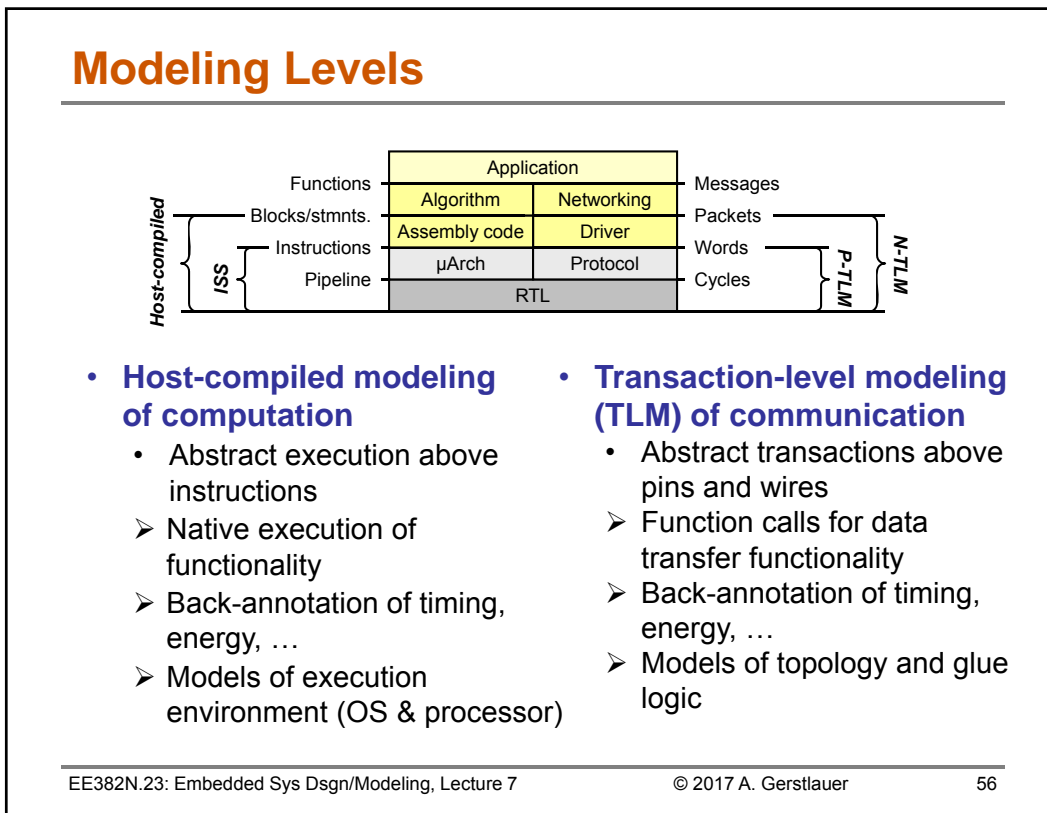 Modeling Levels
Application
Functions
Messages
Algorithm
Networking
Blocks/stmnts.
Packets
Assembly code
Driver
Instructions
Words
µArch
Protocol
Pipeline
Cycles
RTL
Host-compiled
ISS
P-TLM
N-TLM
• Host-compiled modeling
of computation
• Abstract execution above
instructions
➢ Native execution of
functionality
➢ Back-annotation of timing,
energy, …
➢ Models of execution
environment (OS & processor)
• Transaction-level modeling
(TLM) of communication
• Abstract transactions above
pins and wires
➢ Function calls for data
transfer functionality
➢ Back-annotation of timing,
energy, …
➢ Models of topology and glue
logic
EE382N.23: Embedded Sys Dsgn/Modeling, Lecture 7
© 2017 A. Gerstlauer
56